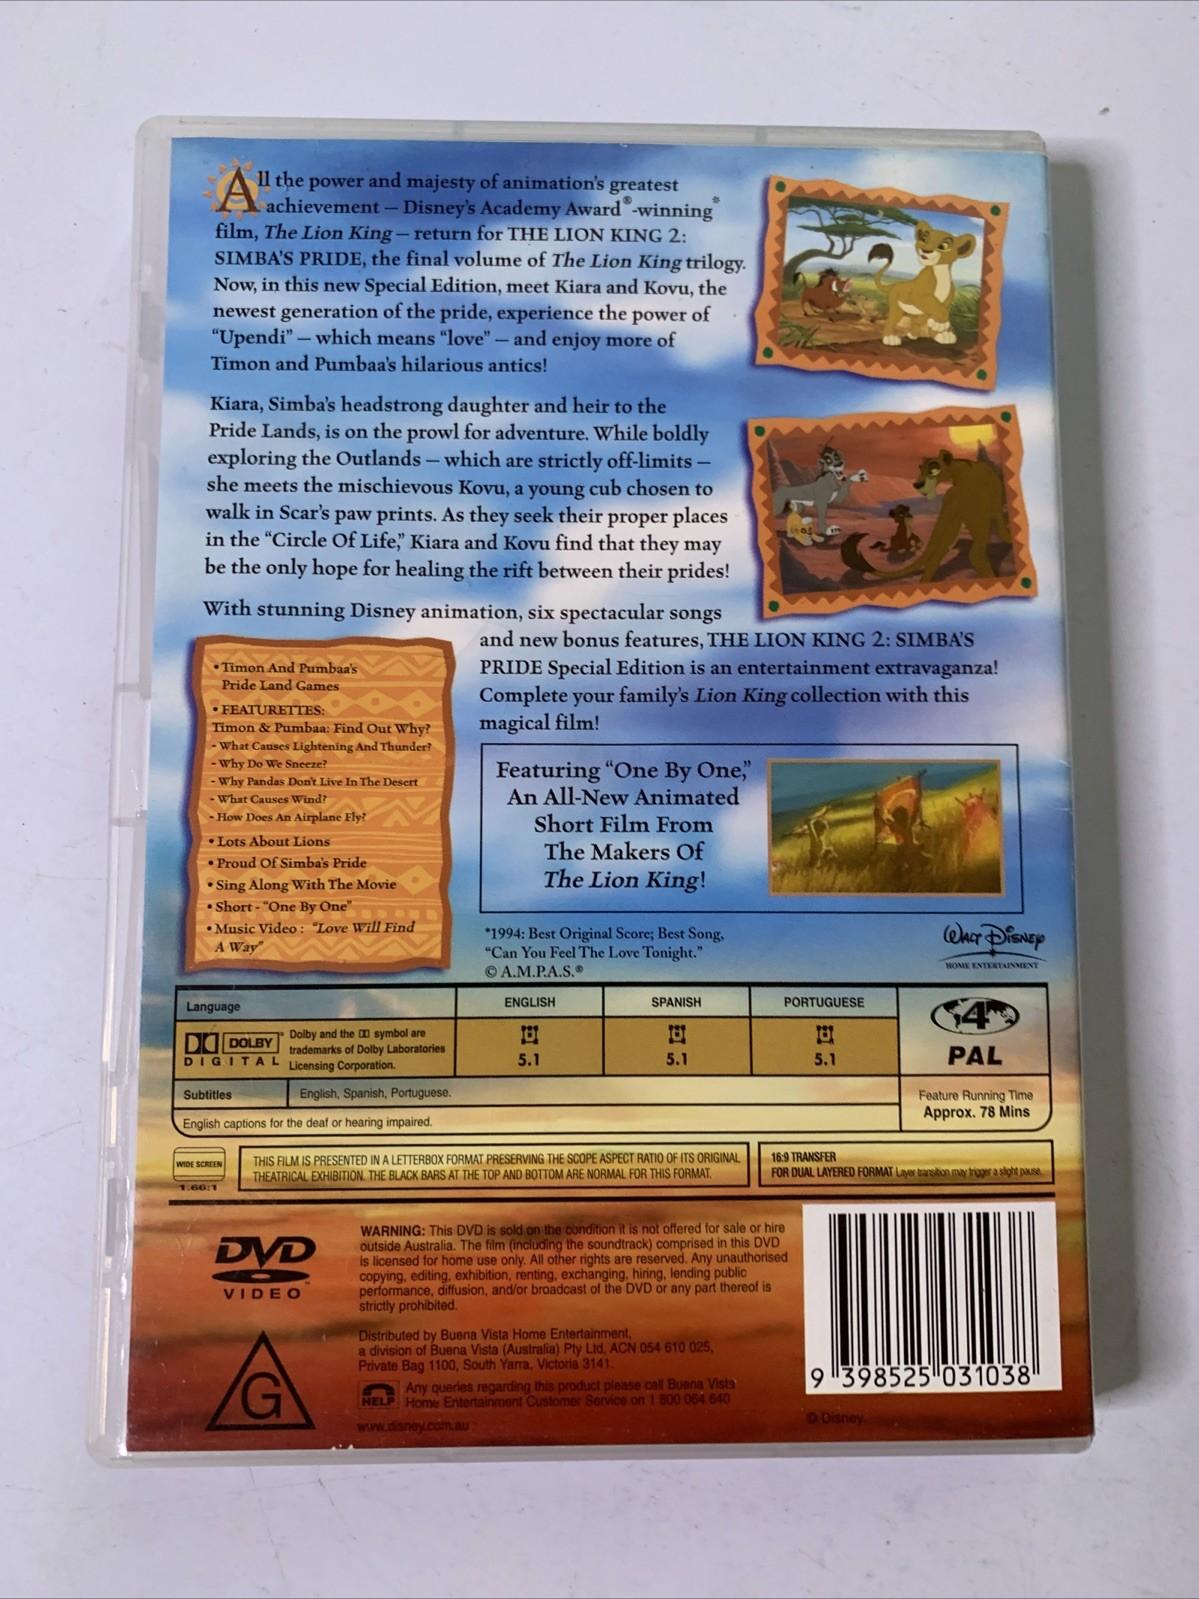 All the power and majesty of animation's greatest
achievement – Disney's Academy Award®-winning*
film, The Lion King – return for THE LION KING 2:
SIMBA'S PRIDE, the final volume of The Lion King trilogy.
Now, in this new Special Edition, meet Kiara and Kovu, the
newest generation of the pride, experience the power of
“Upendi” – which means “love” – and enjoy more of
Timon and Pumbaa's hilarious antics!
Kiara, Simba's headstrong daughter and heir to the
Pride Lands, is on the prowl for adventure. While boldly
exploring the Outlands – which are strictly off-limits –
she meets the mischievous Kovu, a young cub chosen to
walk in Scar's paw prints. As they seek their proper places
in the “Circle Of Life,” Kiara and Kovu find that they may
be the only hope for healing the rift between their prides!
With stunning Disney animation, six spectacular songs
and new bonus features, THE LION KING 2: SIMBA'S
PRIDE Special Edition is an entertainment extravaganza!
Complete your family's Lion King collection with this
magical film!
• Timon And Pumbaa's
Pride Land Games
• FEATURETTES:
Timon & Pumbaa: Find Out Why?
- What Causes Lightening And Thunder?
- Why Do We Sneeze?
- Why Pandas Don't Live In The Desert
- What Causes Wind?
- How Does An Airplane Fly?
• Lots About Lions
• Proud Of Simba's Pride
• Sing Along With The Movie
• Short - “One By One”
• Music Video : “Love Will Find
A Way”
Featuring “One By One,”
An All-New Animated
Short Film From
The Makers Of
The Lion King!
*1994: Best Original Score; Best Song,
“Can You Feel The Love Tonight.”
© A.M.P.A.S.®
WALT DISNEY
HOME ENTERTAINMENT
Language
ENGLISH
SPANISH
PORTUGUESE
DOLBY
DIGITAL
Dolby and the symbol are
trademarks of Dolby Laboratories
Licensing Corporation.
5.1
5.1
5.1
4
PAL
Subtitles
English, Spanish, Portuguese.
English captions for the deaf or hearing impaired.
Feature Running Time
Approx. 78 Mins
WIDE SCREEN
1.66:1
THIS FILM IS PRESENTED IN A LETTERBOX FORMAT PRESERVING THE SCOPE ASPECT RATIO OF ITS ORIGINAL
THEATRICAL EXHIBITION. THE BLACK BARS AT THE TOP AND BOTTOM ARE NORMAL FOR THIS FORMAT.
16:9 TRANSFER
FOR DUAL LAYERED FORMAT Layer transition may trigger a slight pause.
DVD
VIDEO
WARNING: This DVD is sold on the condition it is not offered for sale or hire
outside Australia. The film (including the soundtrack) comprised in this DVD
is licensed for home use only. All other rights are reserved. Any unauthorised
copying, editing, exhibition, renting, exchanging, hiring, lending public
performance, diffusion, and/or broadcast of the DVD or any part thereof is
strictly prohibited.
Distributed by Buena Vista Home Entertainment,
a division of Buena Vista (Australia) Pty Ltd, ACN 054 610 025,
Private Bag 1100, South Yarra, Victoria 3141.
HELP
Any queries regarding this product please call Buena Vista
Home Entertainment Customer Service on 1 800 064 640
www.disney.com.au
G
9 398525 031038
© Disney